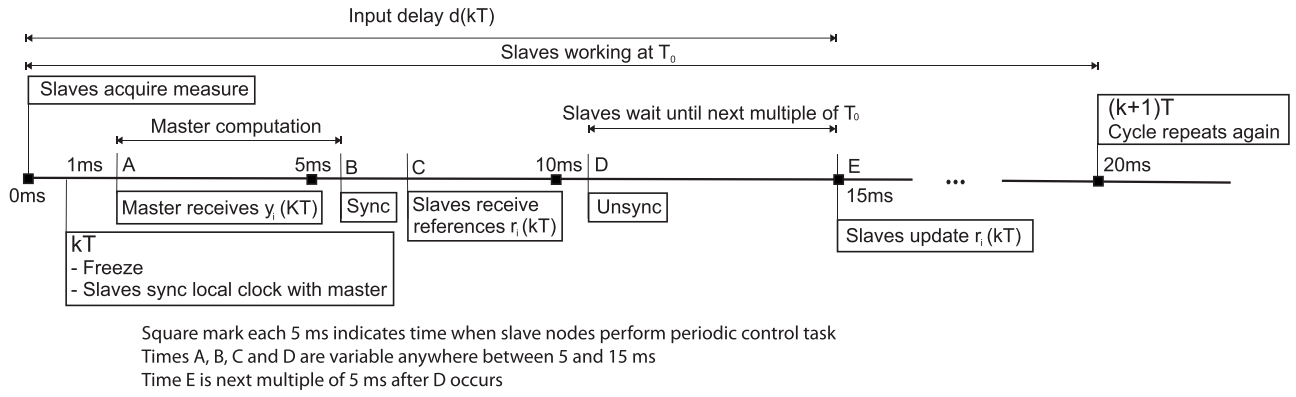 Input delay d(kT)
Slaves working at T₀
Slaves acquire measure
(k+1)T
Cycle repeats again
Slaves wait until next multiple of T₀
Master computation
1ms
A
5ms
B
C
10ms
D
E
20ms
0ms
15ms
...
Master receives yᵢ(KT)
Sync
Slaves receive
references rᵢ(kT)
Unsync
Slaves update rᵢ(kT)
kT
- Freeze
- Slaves sync local clock with master
Square mark each 5 ms indicates time when slave nodes perform periodic control task
Times A, B, C and D are variable anywhere between 5 and 15 ms
Time E is next multiple of 5 ms after D occurs